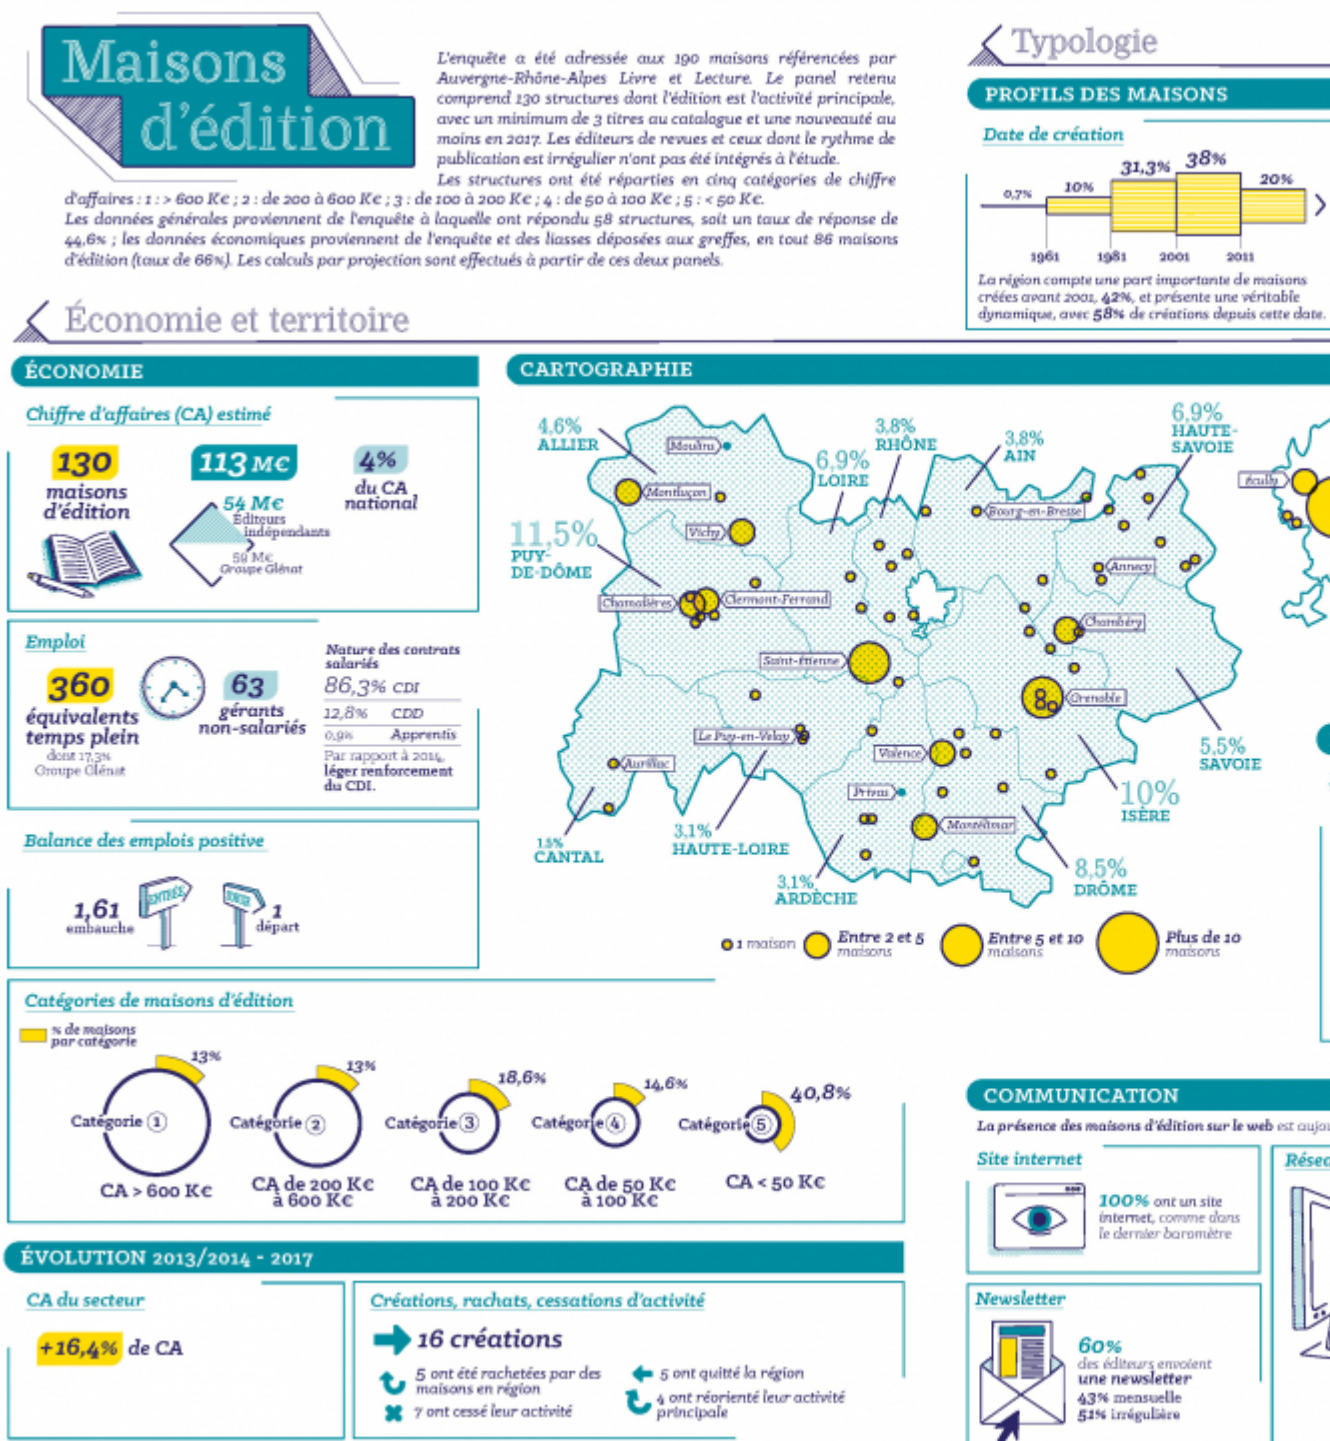 Maisons
d'édition
L'enquête a été adressée aux 190 maisons référencées par
Auvergne-Rhône-Alpes Livre et Lecture. Le panel retenu
comprend 130 structures dont l'édition est l'activité principale,
avec un minimum de 3 titres au catalogue et une nouveauté au
moins en 2017. Les éditeurs de revues et ceux dont le rythme de
publication est irrégulier n'ont pas été intégrés à l'étude.
Les structures ont été réparties en cinq catégories de chiffre
d'affaires : 1 : > 600 K€ ; 2 : de 200 à 600 K€ ; 3 : de 100 à 200 K€ ; 4 : de 50 à 100 K€ ; 5 : < 50 K€.
Les données générales proviennent de l'enquête à laquelle ont répondu 58 structures, soit un taux de réponse de
44,6% ; les données économiques proviennent de l'enquête et des liasses déposées aux greffes, en tout 86 maisons
d'édition (taux de 66%). Les calculs par projection sont effectués à partir de ces deux panels.
Typologie
PROFILS DES MAISONS
Date de création
0,7%
10%
31,3%
38%
20%
1961
1981
2001
2011
La région compte une part importante de maisons
créées avant 2001, 42%, et présente une véritable
dynamique, avec 58% de créations depuis cette date.
Économie et territoire
ÉCONOMIE
Chiffre d'affaires (CA) estimé
130
maisons
d'édition
113 M€
54 M€
Éditeurs
indépendants
59 M€
Groupe Glénat
4%
du CA
national
Emploi
360
équivalents
temps plein
dont 17,3%
Groupe Glénat
63
gérants
non-salariés
Nature des contrats
salariés
86,3% CDI
12,8% CDD
0,9% Apprentis
Par rapport à 2014,
léger renforcement
du CDI.
Balance des emplois positive
1,61
embauche
ENTRÉE
1
départ
CARTOGRAPHIE
4,6%
ALLIER
Moulins
Montluçon
Vichy
6,9%
LOIRE
3,8%
RHÔNE
3,8%
AIN
Bourg-en-Bresse
6,9%
HAUTE-
SAVOIE
Écully
11,5%
PUY-
DE-DÔME
Chamalières
Clermont-Ferrand
Annecy
Chambéry
Saint-Étienne
Grenoble
Le Puy-en-Velay
Valence
5,5%
SAVOIE
Aurillac
Privas
10%
ISÈRE
Montélimar
1,5%
CANTAL
3,1%
HAUTE-LOIRE
3,1%
ARDÈCHE
8,5%
DRÔME
1 maison
Entre 2 et 5
maisons
Entre 5 et 10
maisons
Plus de 10
maisons
Catégories de maisons d'édition
% de maisons
par catégorie
13%
Catégorie 1
CA > 600 K€
13%
Catégorie 2
CA de 200 K€
à 600 K€
18,6%
Catégorie 3
CA de 100 K€
à 200 K€
14,6%
Catégorie 4
CA de 50 K€
à 100 K€
40,8%
Catégorie 5
CA < 50 K€
ÉVOLUTION 2013/2014 - 2017
CA du secteur
+16,4% de CA
Créations, rachats, cessations d'activité
16 créations
5 ont été rachetées par des
maisons en région
7 ont cessé leur activité
5 ont quitté la région
4 ont réorienté leur activité
principale
COMMUNICATION
La présence des maisons d'édition sur le web est aujou
Site internet
100% ont un site
internet, comme dans
le dernier baromètre
Résea
Newsletter
60%
des éditeurs envoient
une newsletter
43% mensuelle
51% irrégulière